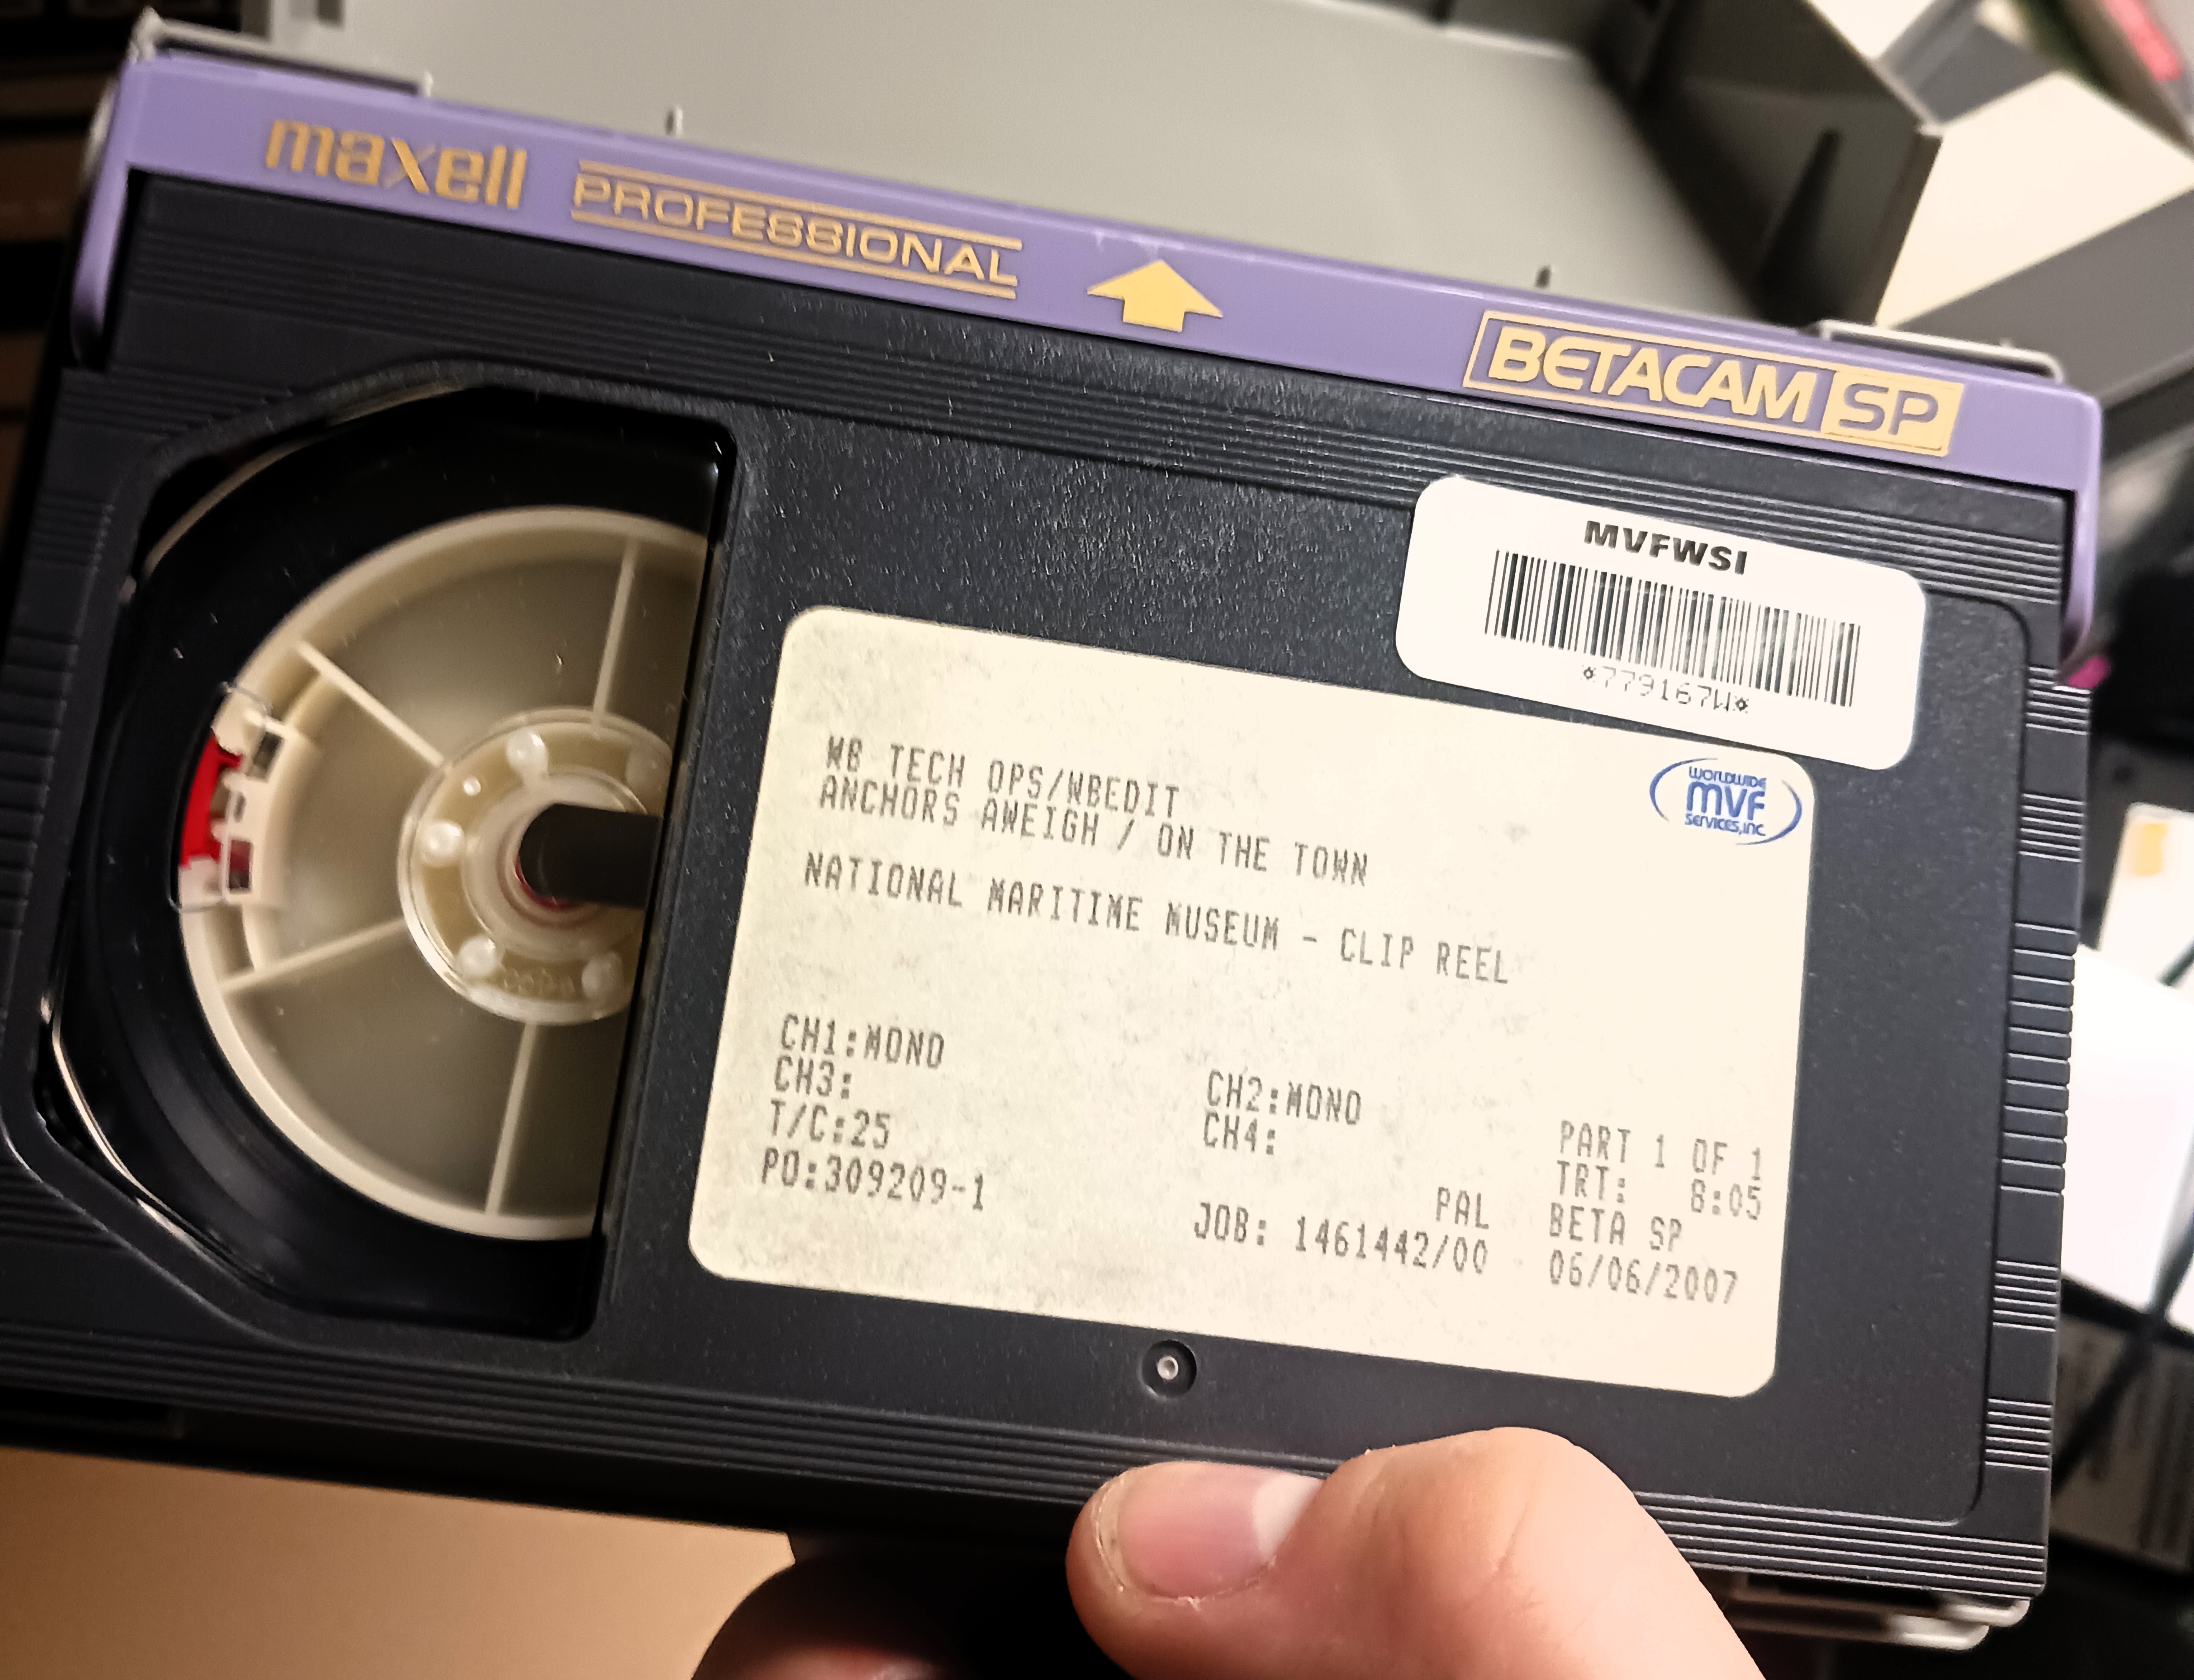 maxell PROFESSIONAL BETACAM SP
MVFWSI
*779167W*
WORLDWIDE
MVF
SERVICES, INC.
WB TECH OPS/WBEDIT
ANCHORS AWEIGH / ON THE TOWN
NATIONAL MARITIME MUSEUM - CLIP REEL
CH1:MONO CH2:MONO PART 1 OF 1
CH3: CH4: TRT: 8:05
T/C:25 PAL BETA SP
PO:309209-1 JOB: 1461442/00 06/06/2007